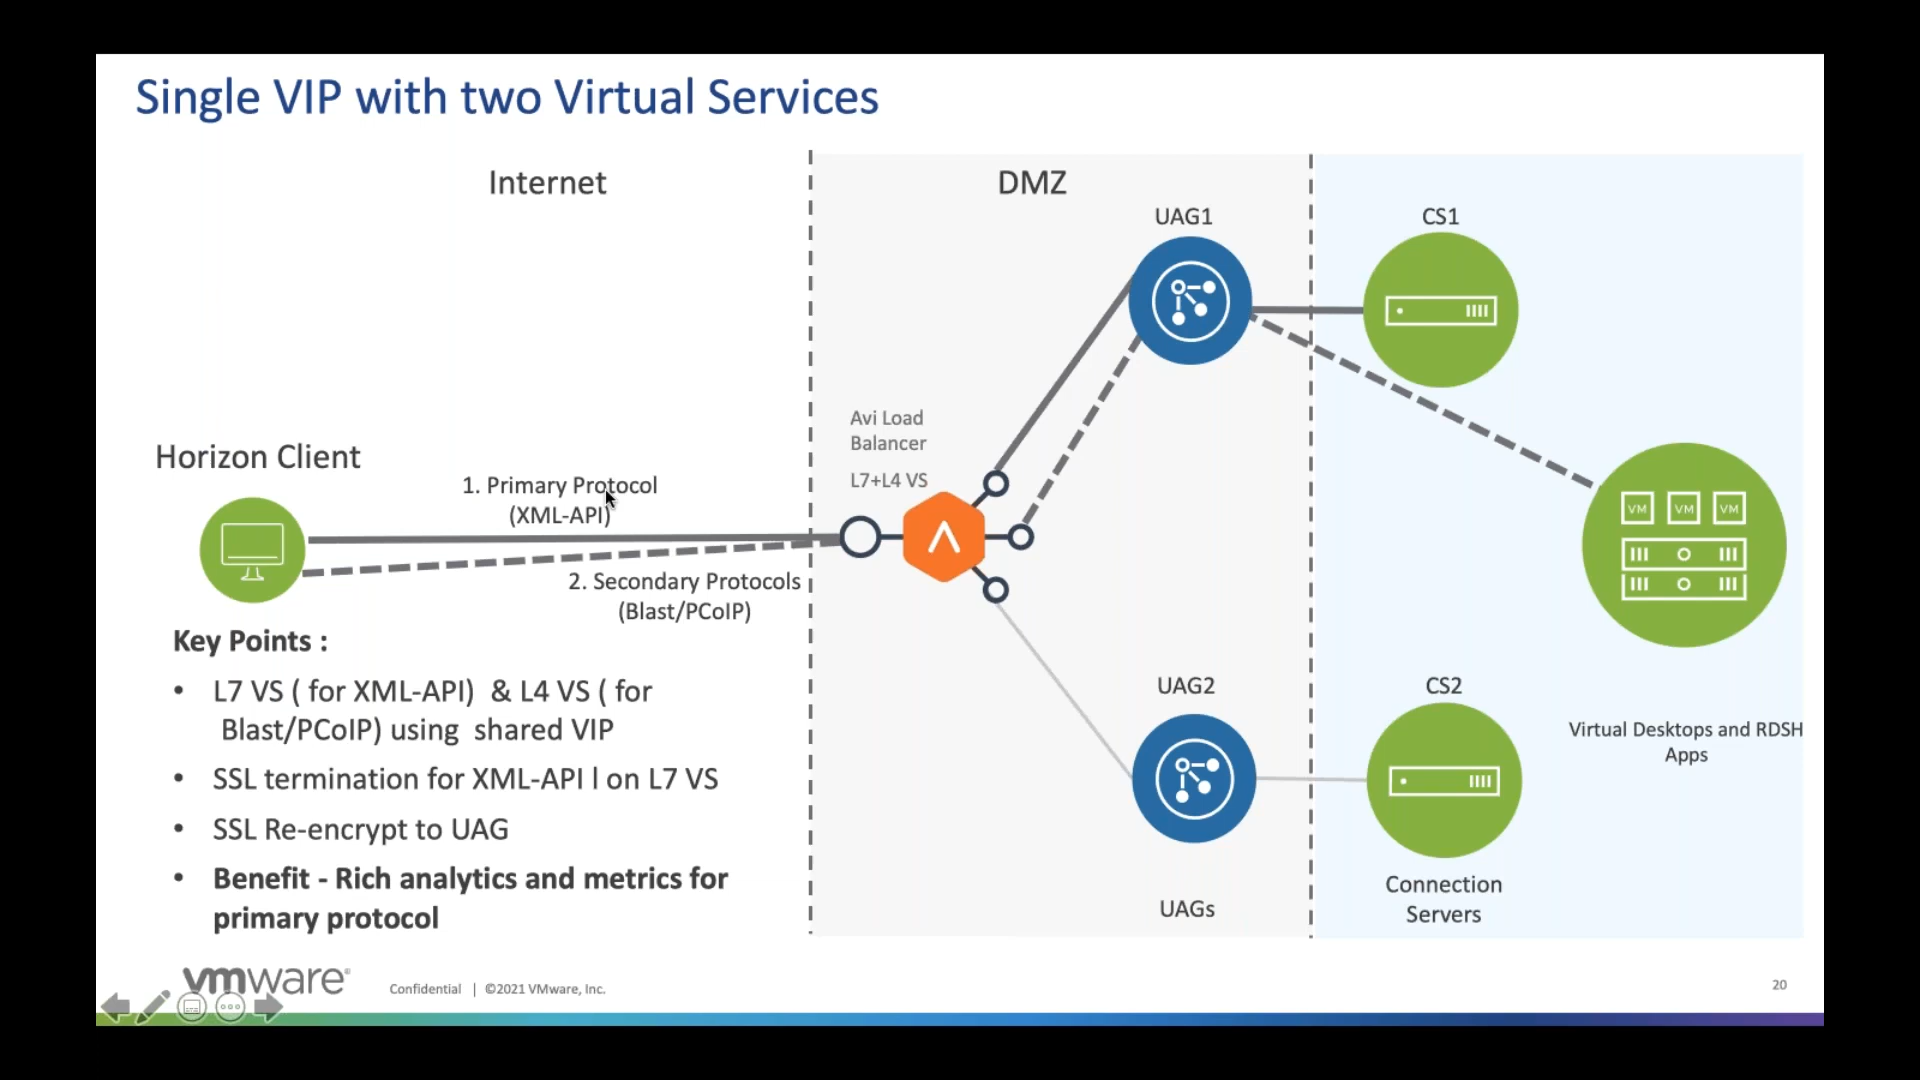 Single VIP with two Virtual Services
Internet
DMZ
UAG1
CS1
Avi Load
Balancer
L7+L4 VS
Horizon Client
1. Primary Protocol
(XML-API)
2. Secondary Protocols
(Blast/PCoIP)
VM VM VM
Key Points :
• L7 VS ( for XML-API) & L4 VS ( for
Blast/PCoIP) using shared VIP
• SSL termination for XML-API l on L7 VS
• SSL Re-encrypt to UAG
• Benefit - Rich analytics and metrics for
primary protocol
UAG2
CS2
Virtual Desktops and RDSH
Apps
UAGs
Connection
Servers
vmware®
Confidential | ©2021 VMware, Inc.
20